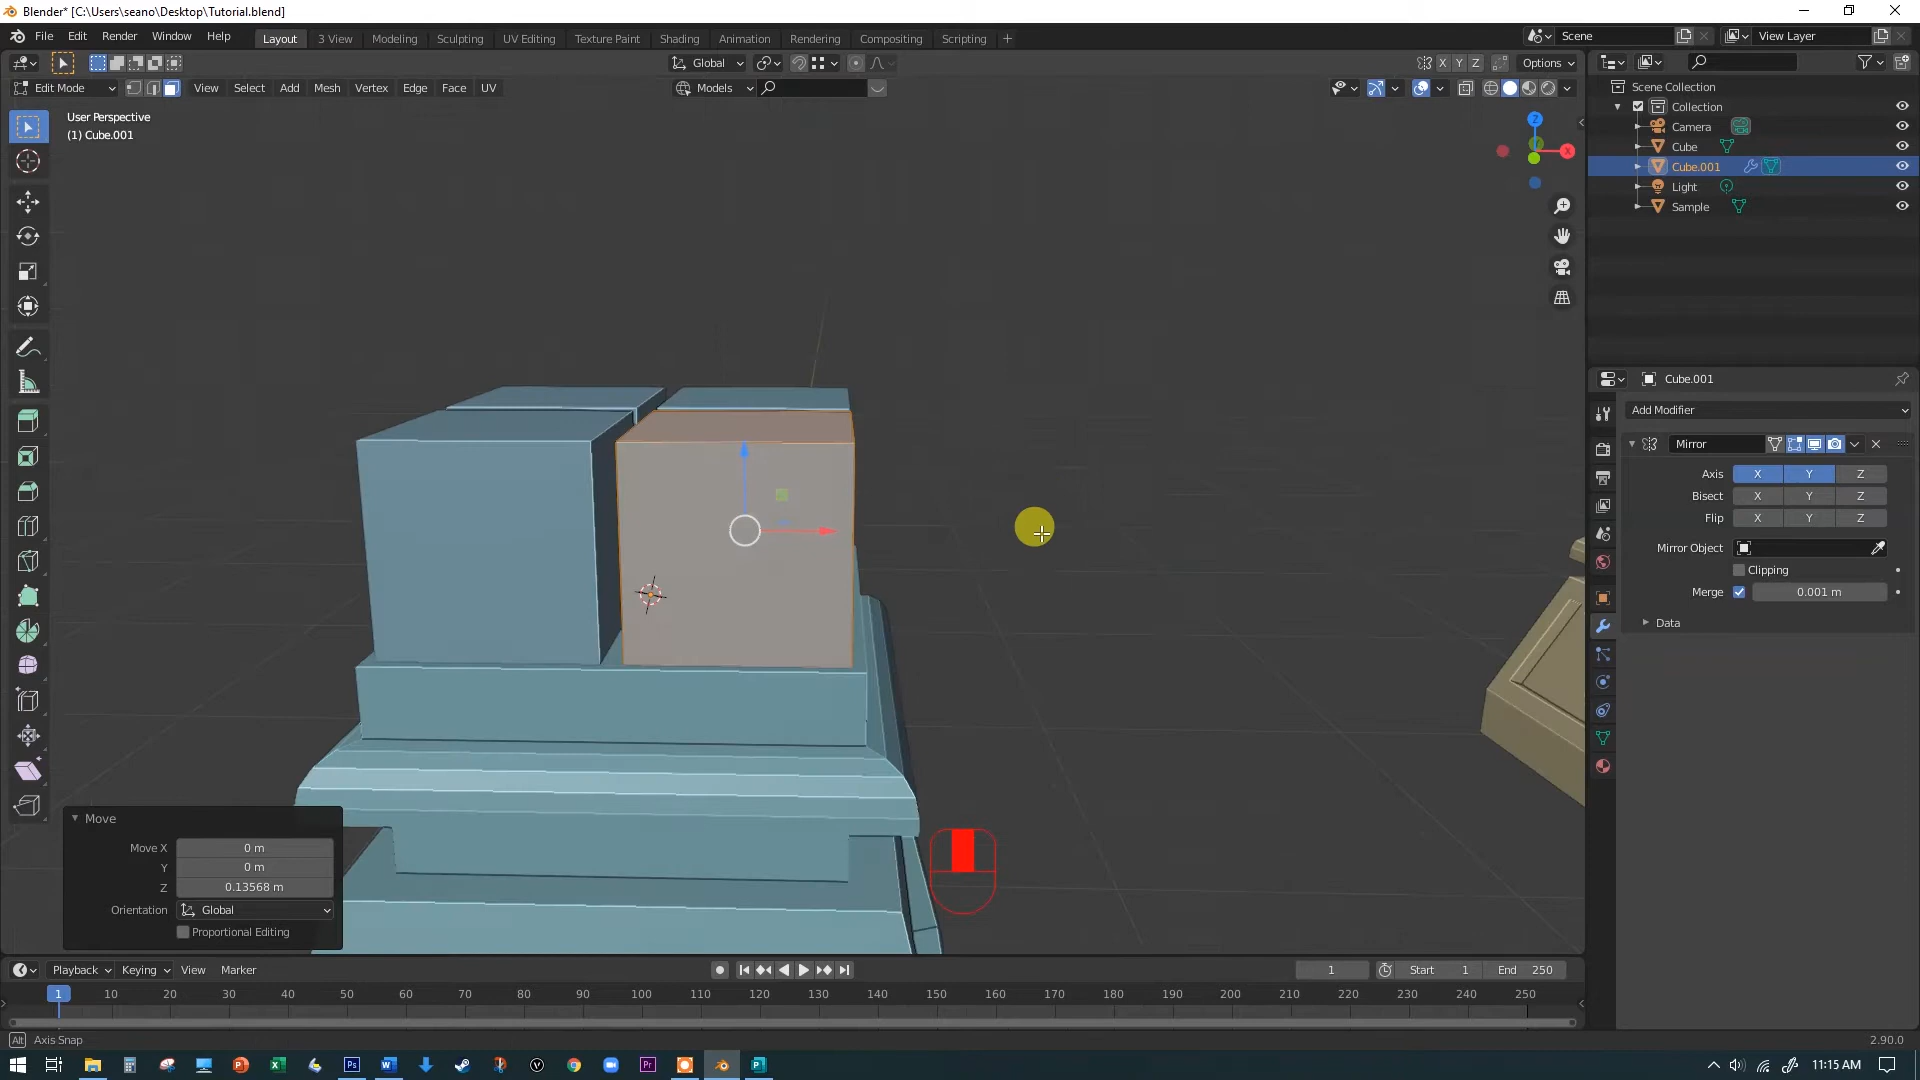 Blender* [C:\Users\seano\Desktop\Tutorial.blend]
File Edit Render Window Help Layout 3 View Modeling Sculpting UV Editing Texture Paint Shading Animation Rendering Compositing Scripting + Scene View Layer
Global X Y Z Options
Edit Mode View Select Add Mesh Vertex Edge Face UV Models
User Perspective
(1) Cube.001
Z
X
Scene Collection
Collection
Camera
Cube
Cube.001
Light
Sample
Cube.001
Add Modifier
Mirror
Axis X Y Z
Bisect X Y Z
Flip X Y Z
Mirror Object
Clipping
Merge 0.001 m
Data
Move
Move X 0 m
Y 0 m
Z 0.13568 m
Orientation Global
Proportional Editing
Playback Keying View Marker 1 Start 1 End 250
1 10 20 30 40 50 60 70 80 90 100 110 120 130 140 150 160 170 180 190 200 210 220 230 240 250
Alt Axis Snap 2.90.0
11:15 AM